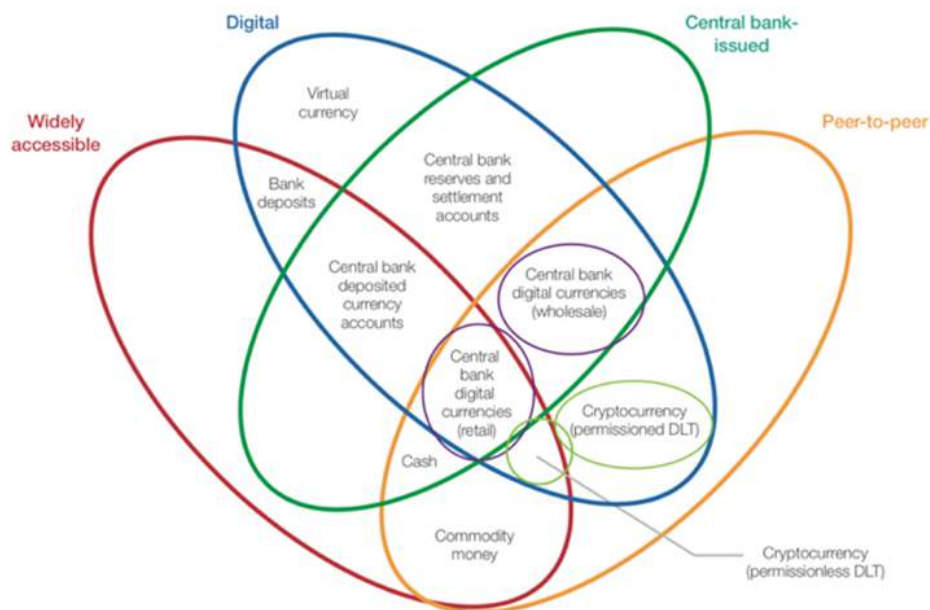 Digital
Central bank-
issued
Virtual
currency
Widely
accessible
Peer-to-peer
Bank
deposits
Central bank
reserves and
settlement
accounts
Central bank
deposited
currency
accounts
Central bank
digital currencies
(wholesale)
Central
bank
digital
currencies
(retail)
Cryptocurrency
(permissioned DLT)
Cash
Commodity
money
Cryptocurrency
(permissionless DLT)